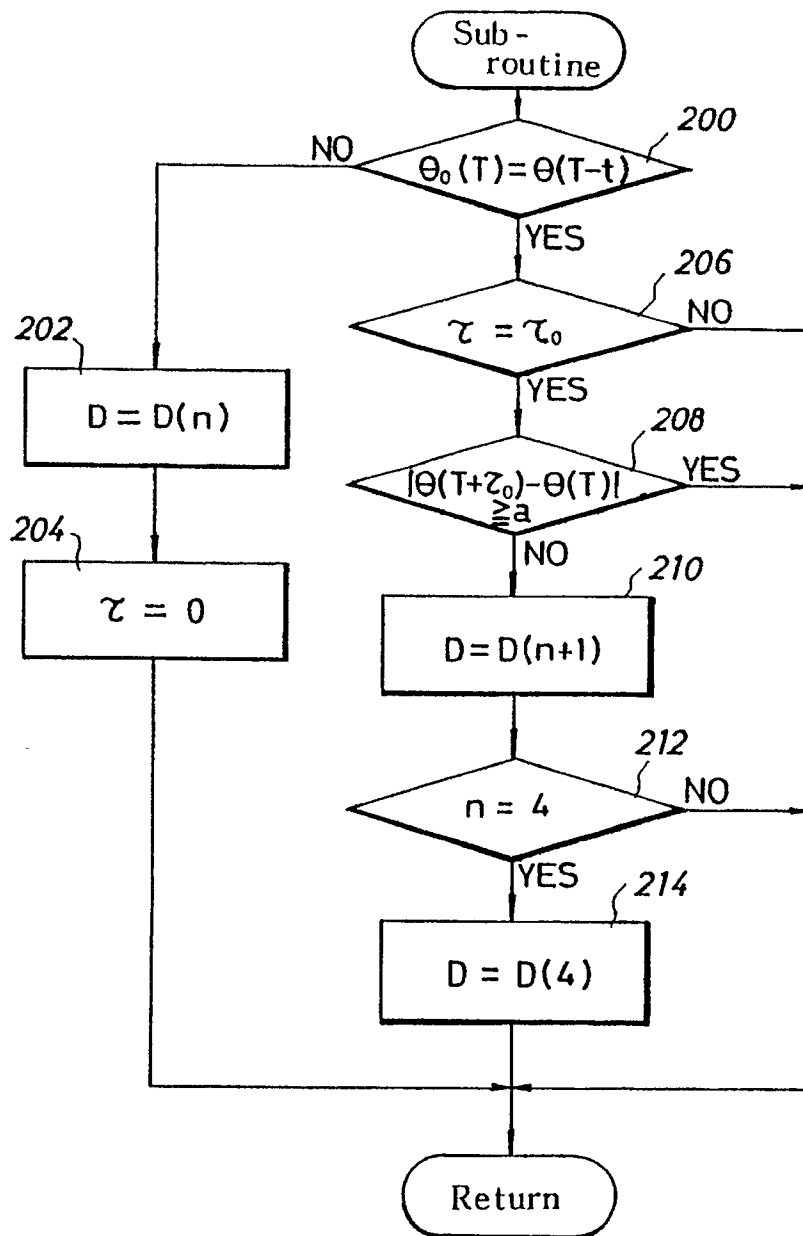 Sub-
routine
200
NO
θ₀(T)=θ(T-t)
YES
206
NO
τ = τ₀
YES
202
D = D(n)
208
YES
|θ(T+τ₀)-θ(T)|
≧a
NO
204
τ = 0
210
D=D(n+1)
212
NO
n = 4
YES
214
D = D(4)
Return